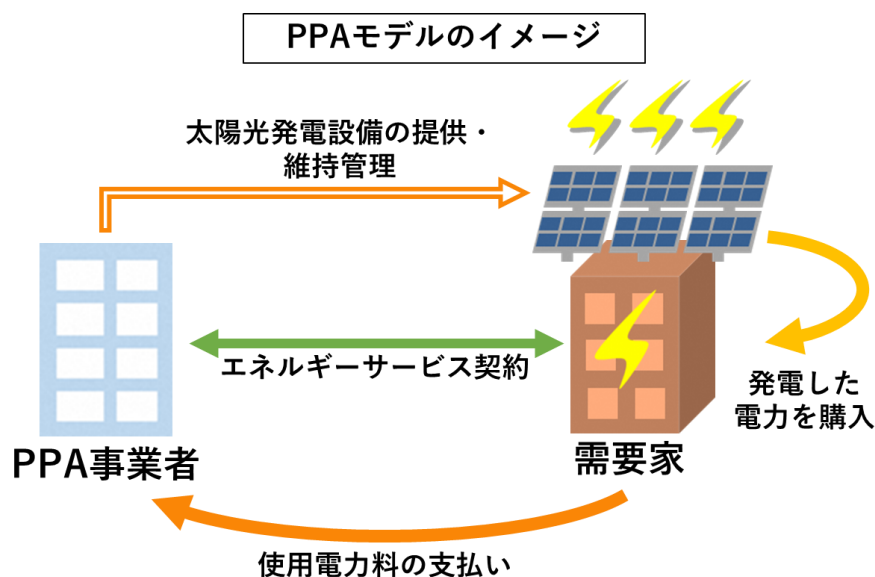 PPAモデルのイメージ
太陽光発電設備の提供・
維持管理
エネルギーサービス契約
発電した
電力を購入
PPA事業者
需要家
使用電力料の支払い